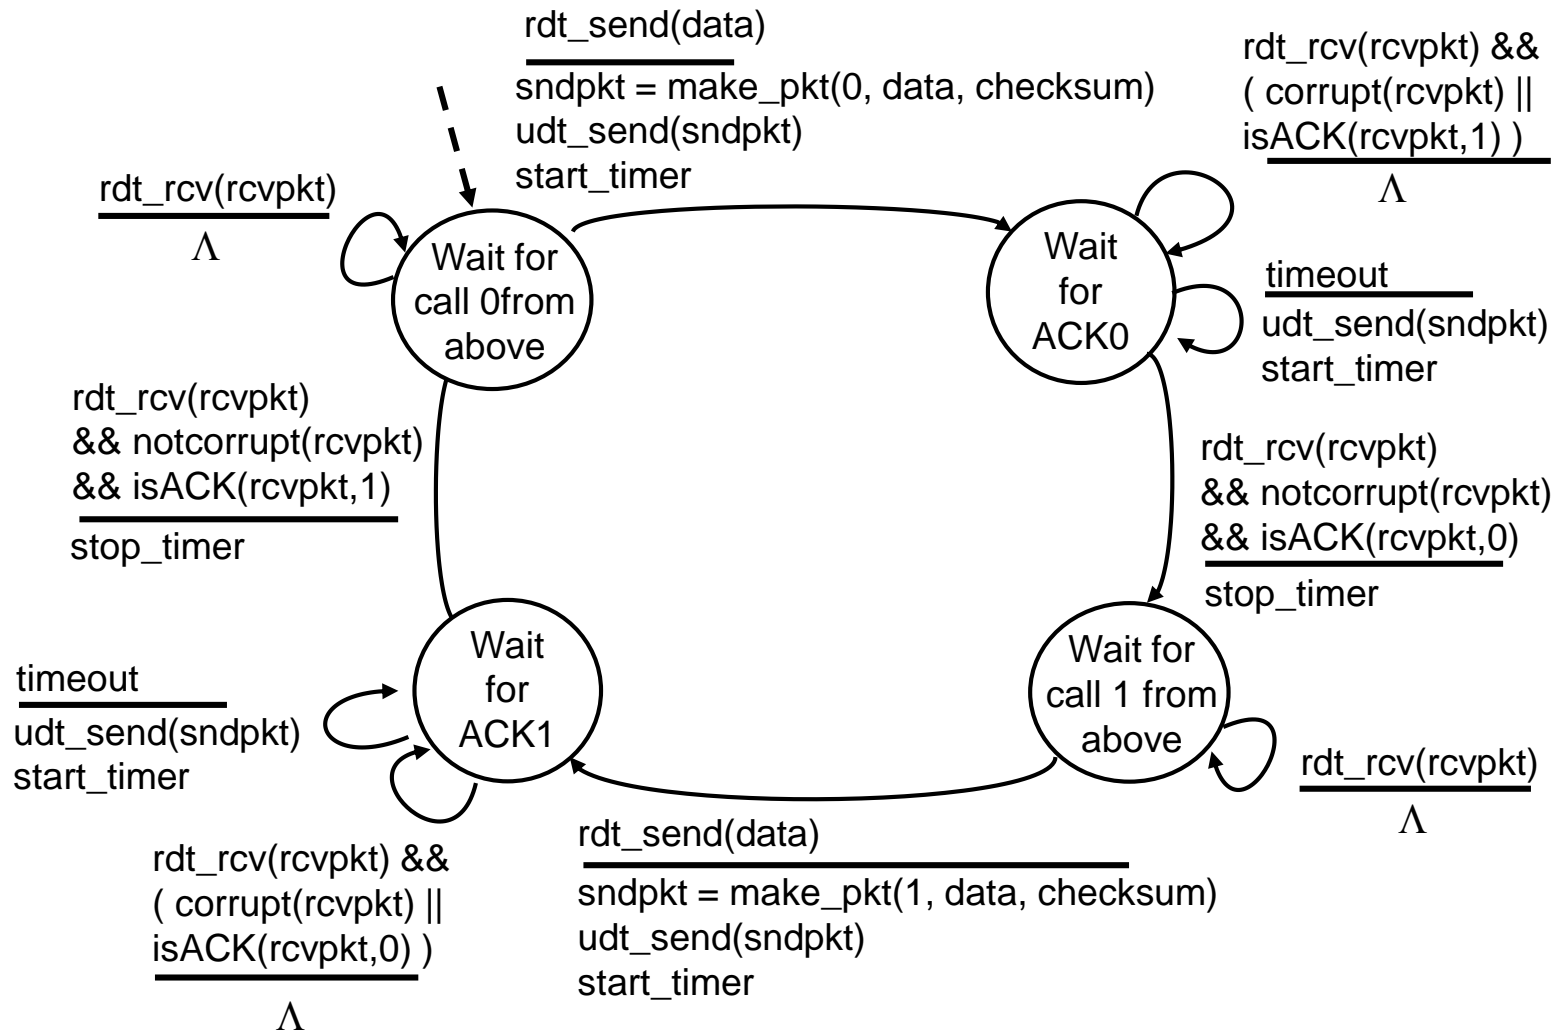 rdt_send(data)
sndpkt = make_pkt(0, data, checksum)
udt_send(sndpkt)
start_timer
rdt_rcv(rcvpkt) &&
( corrupt(rcvpkt) ||
isACK(rcvpkt,1) )
Λ
rdt_rcv(rcvpkt)
Λ
Wait for
call 0from
above
Wait
for
ACK0
timeout
udt_send(sndpkt)
start_timer
rdt_rcv(rcvpkt)
&& notcorrupt(rcvpkt)
&& isACK(rcvpkt,1)
stop_timer
rdt_rcv(rcvpkt)
&& notcorrupt(rcvpkt)
&& isACK(rcvpkt,0)
stop_timer
timeout
udt_send(sndpkt)
start_timer
Wait
for
ACK1
Wait for
call 1 from
above
rdt_rcv(rcvpkt)
Λ
rdt_rcv(rcvpkt) &&
( corrupt(rcvpkt) ||
isACK(rcvpkt,0) )
Λ
rdt_send(data)
sndpkt = make_pkt(1, data, checksum)
udt_send(sndpkt)
start_timer